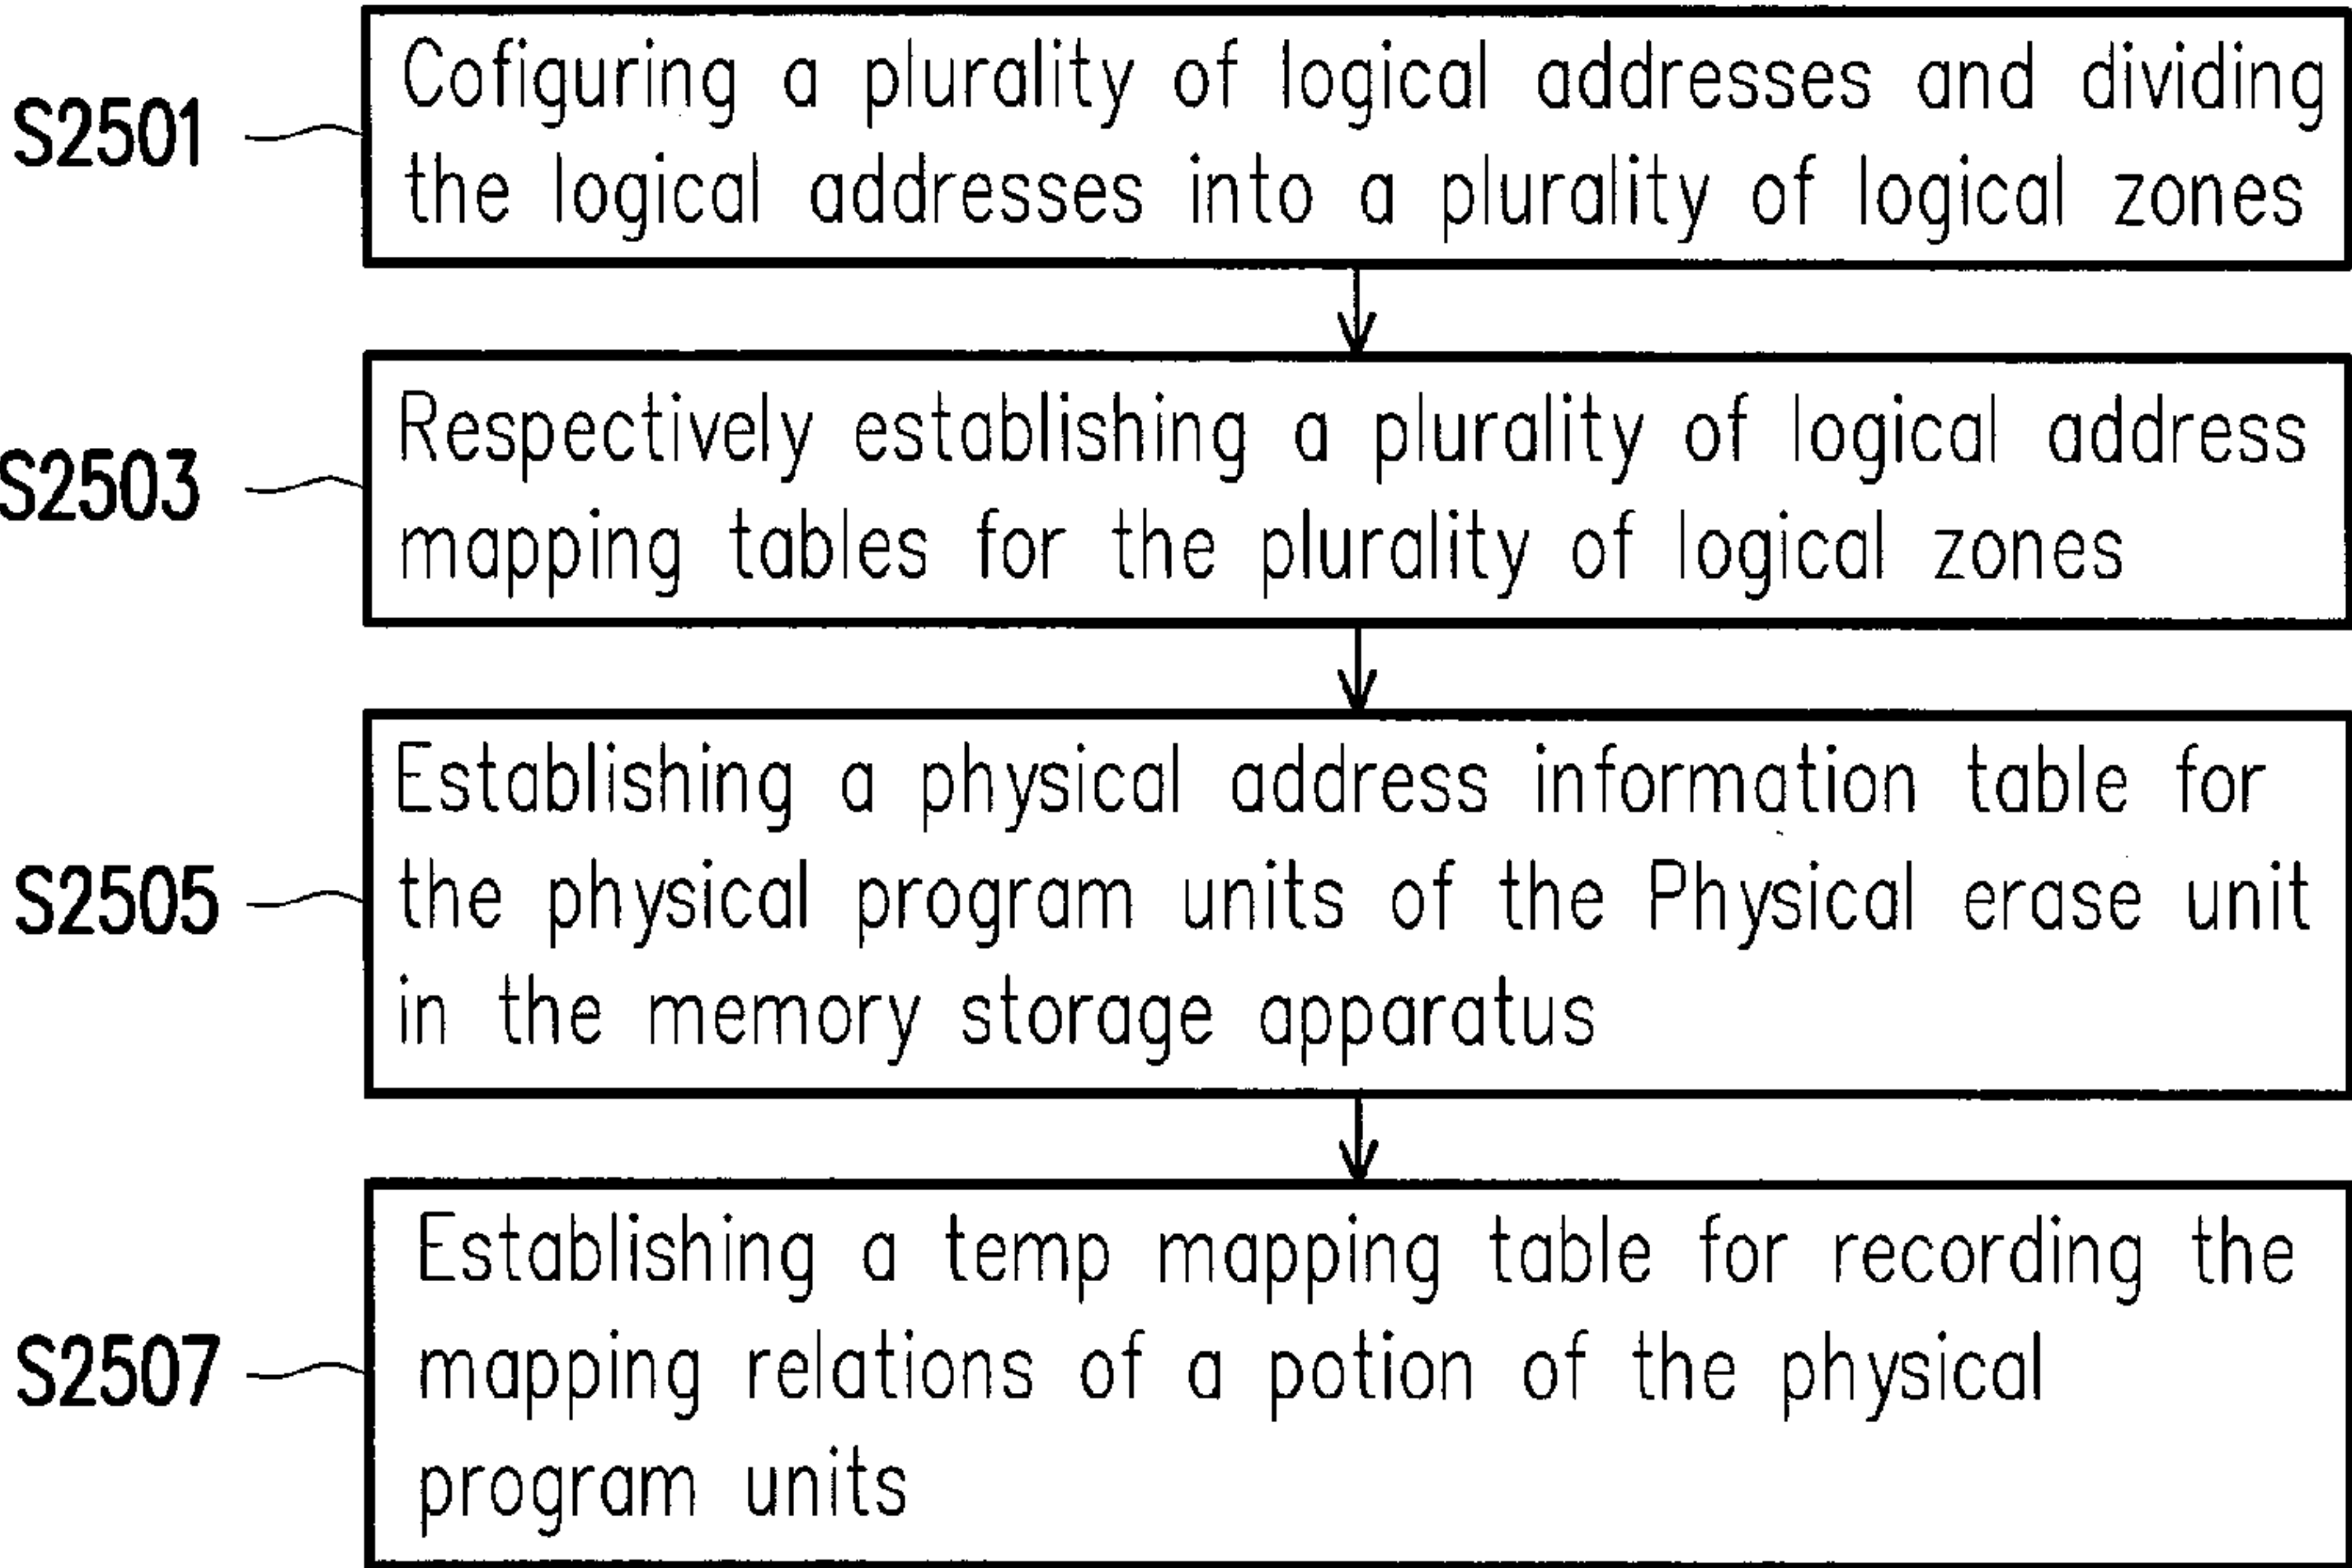 S2501
Cofiguring a plurality of logical addresses and dividing
the logical addresses into a plurality of logical zones
S2503
Respectively establishing a plurality of logical address
mapping tables for the plurality of logical zones
S2505
Establishing a physical address information table for
the physical program units of the Physical erase unit
in the memory storage apparatus
S2507
Establishing a temp mapping table for recording the
mapping relations of a potion of the physical
program units